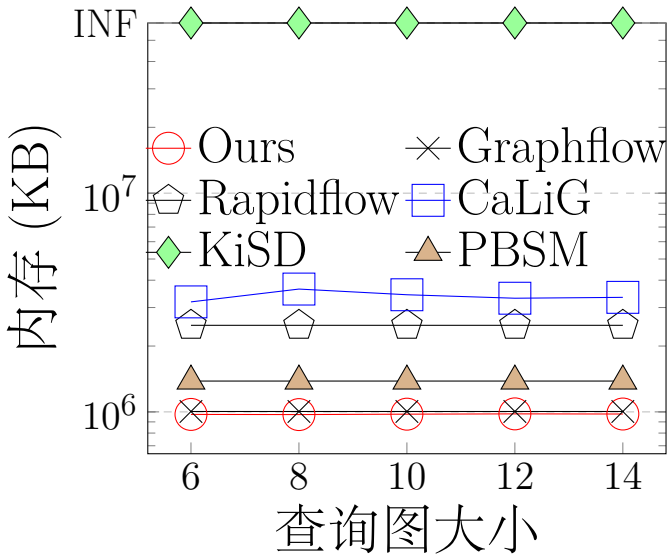 INF
Ours Graphflow
10^7
Rapidflow CaLiG
KiSD PBSM
10^6
6 8 10 12 14
查询图大小
内存 (KB)